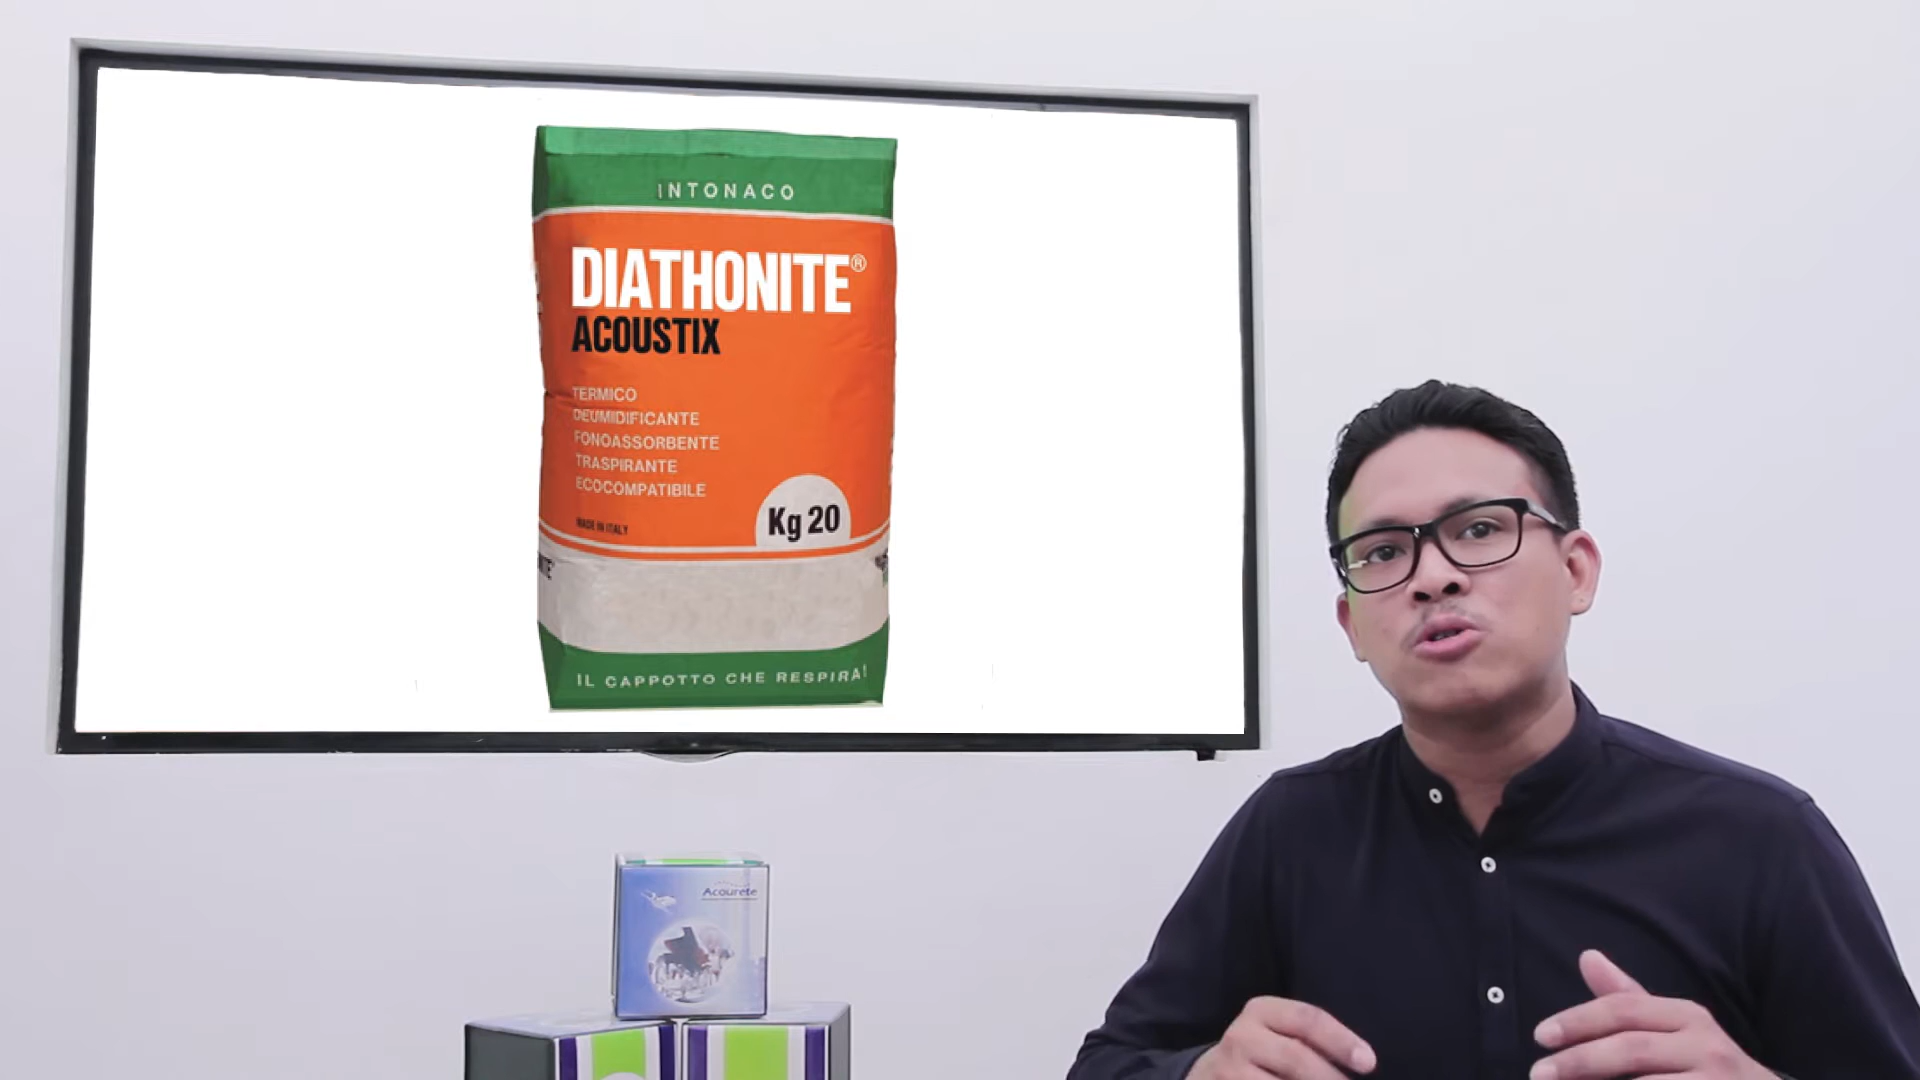 INTONACO
DIATHONITE®
ACOUSTIX
TERMICO
DEUMIDIFICANTE
FONOASSORBENTE
TRASPIRANTE
ECOCOMPATIBILE
MADE IN ITALY
Kg 20
IL CAPPOTTO CHE RESPIRA!
Acourete